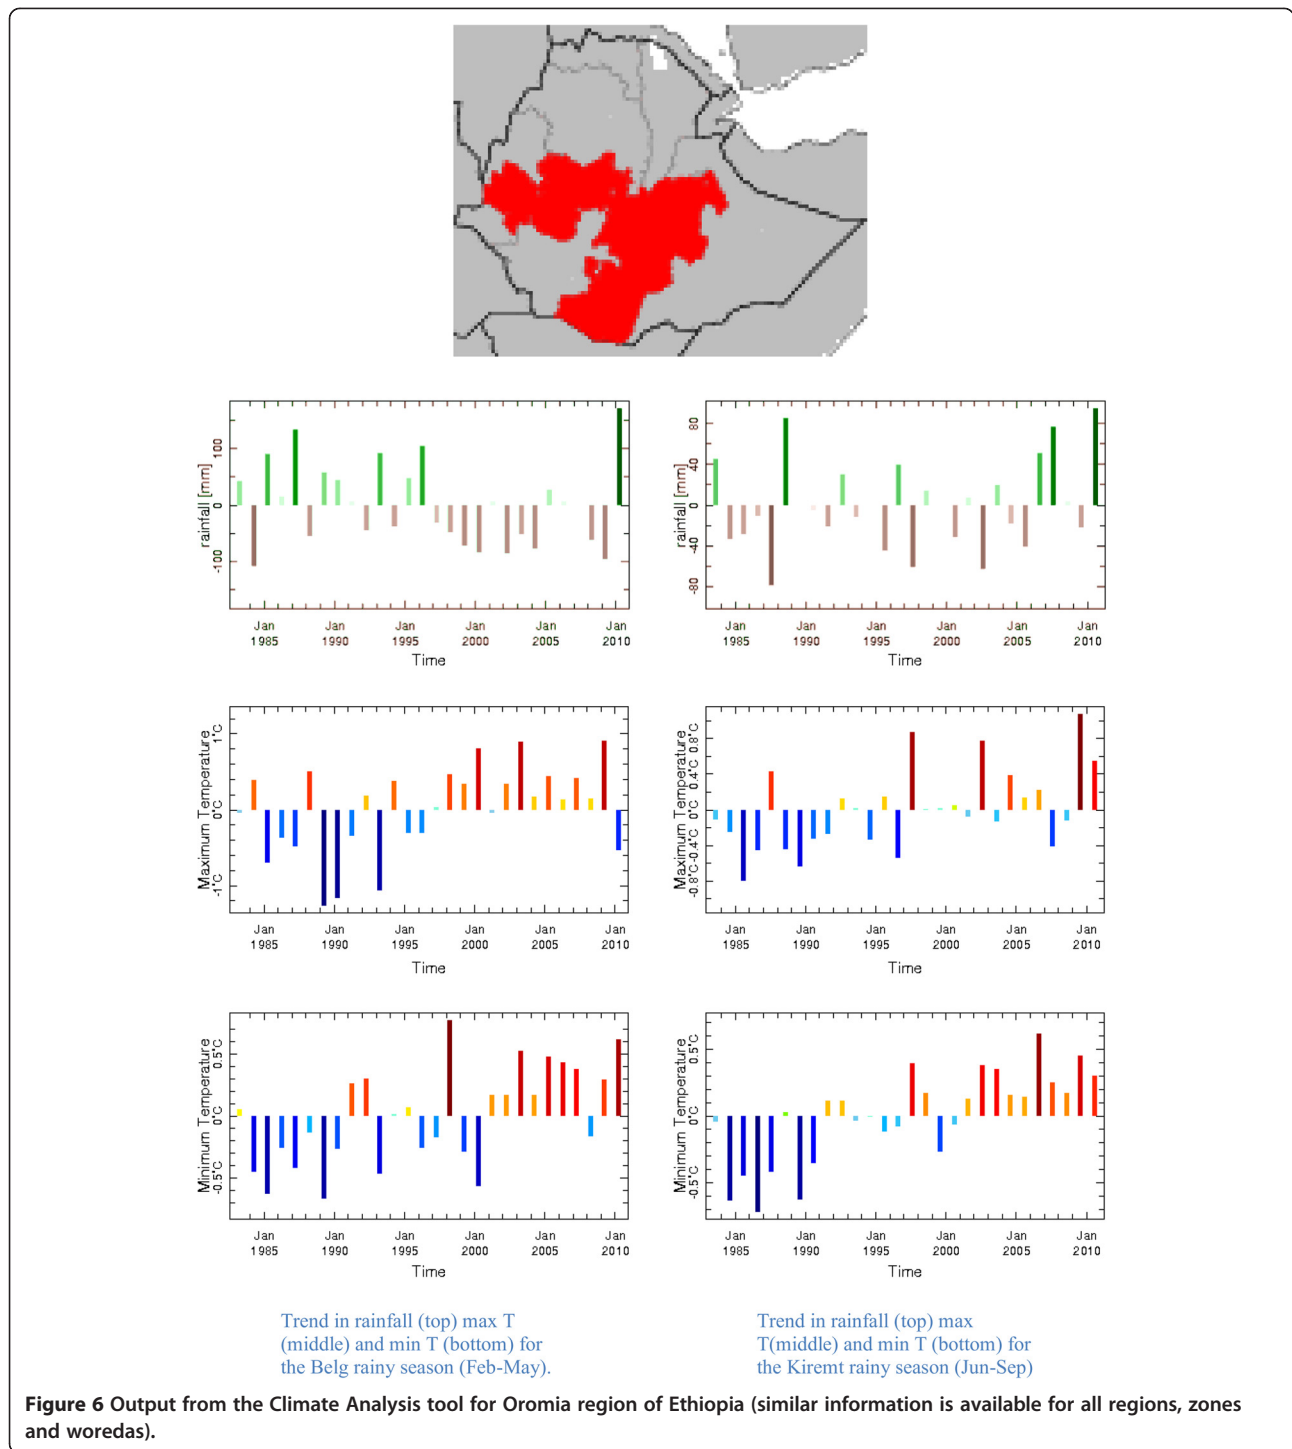 rainfall [mm]
100
0
-100
Jan Jan Jan Jan Jan Jan
1985 1990 1995 2000 2005 2010
Time
rainfall [mm]
80
40
0
-40
-80
Jan Jan Jan Jan Jan Jan
1985 1990 1995 2000 2005 2010
Time
Maximum Temperature
1°C
0°C
-1°C
Jan Jan Jan Jan Jan Jan
1985 1990 1995 2000 2005 2010
Time
Maximum Temperature
0.8°C
0.4°C
0°C
-0.4°C
-0.8°C
Jan Jan Jan Jan Jan Jan
1985 1990 1995 2000 2005 2010
Time
Minimum Temperature
0.5°C
0°C
-0.5°C
Jan Jan Jan Jan Jan Jan
1985 1990 1995 2000 2005 2010
Time
Minimum Temperature
0.5°C
0°C
-0.5°C
Jan Jan Jan Jan Jan Jan
1985 1990 1995 2000 2005 2010
Time
Trend in rainfall (top) max T
(middle) and min T (bottom) for
the Belg rainy season (Feb-May).
Trend in rainfall (top) max
T(middle) and min T (bottom) for
the Kiremt rainy season (Jun-Sep)
Figure 6 Output from the Climate Analysis tool for Oromia region of Ethiopia (similar information is available for all regions, zones
and woredas).